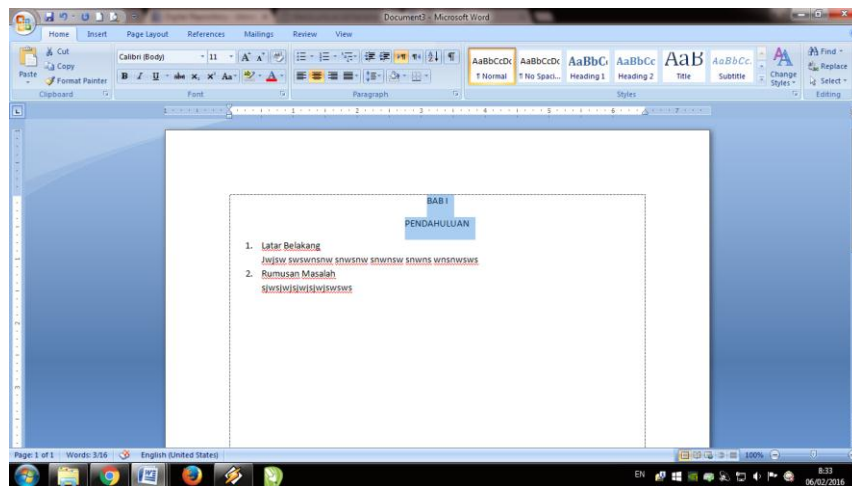 Document3 - Microsoft Word
Home Insert Page Layout References Mailings Review View
Cut
Copy
Format Painter
Paste
Clipboard
Calibri (Body) 11
Font
Paragraph
AaBbCcDc AaBbCcDc AaBbCc AaBbCc AaB AaBbCc.
¶ Normal ¶ No Spaci... Heading 1 Heading 2 Title Subtitle
Change Styles
Styles
Find
Replace
Select
Editing
BAB I
PENDAHULUAN
1. Latar Belakang
Jwjsw swswnsnw snwsnw snwnsw snwns wnsnwsws
2. Rumusan Masalah
sjwsjwjsjwjsjwjswsws
Page: 1 of 1 Words: 3/16 English (United States) 100%
EN 8:33
06/02/2016